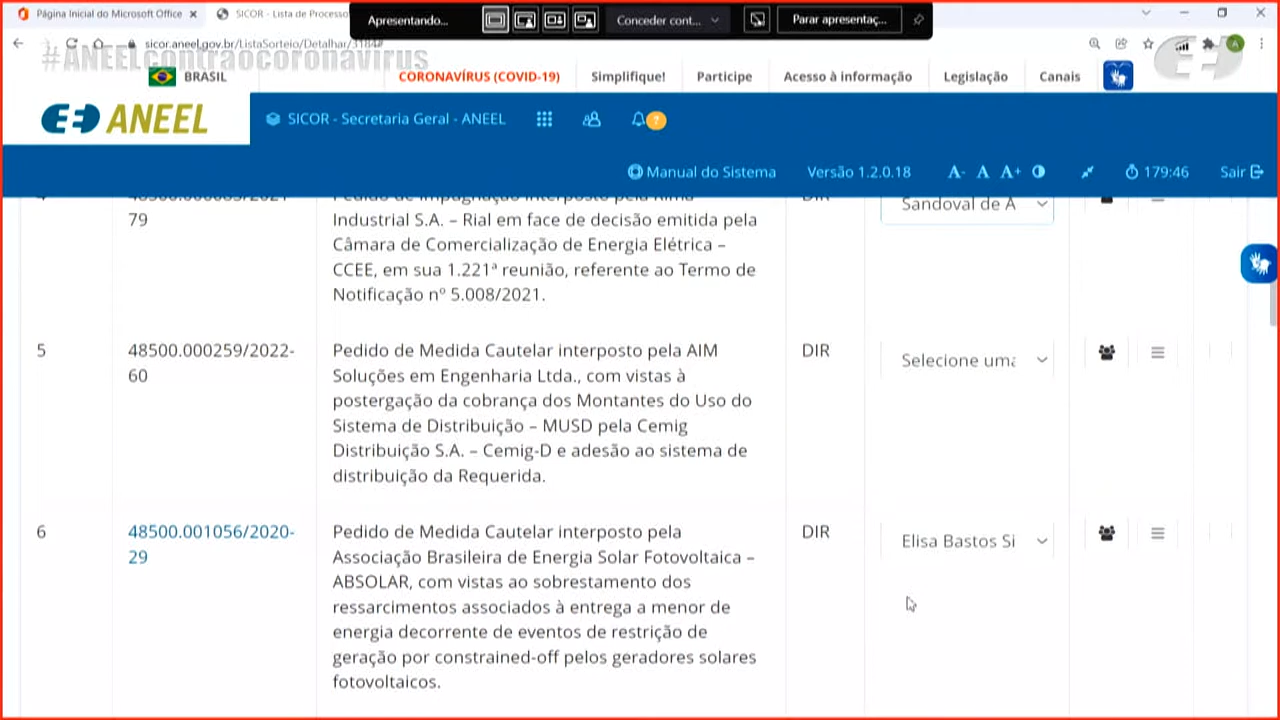 Página Inicial do Microsoft Office
SICOR - Lista de Processos
Apresentando...
Conceder cont...
Parar apresentaç...
sicor.aneel.gov.br/ListaSorteio/Detalhar/3184#
A
#ANEELcontraocoronavírus
BRASIL
CORONAVÍRUS (COVID-19)
Simplifique!
Participe
Acesso à informação
Legislação
Canais
ANEEL
SICOR - Secretaria Geral - ANEEL
?
Manual do Sistema
Versão 1.2.0.18
A- A A+
179:46
Sair
79
Industrial S.A. – Rial em face de decisão emitida pela
Câmara de Comercialização de Energia Elétrica –
CCEE, em sua 1.221ª reunião, referente ao Termo de
Notificação nº 5.008/2021.
DIR
Sandoval de A
5
48500.000259/2022-
60
Pedido de Medida Cautelar interposto pela AIM
Soluções em Engenharia Ltda., com vistas à
postergação da cobrança dos Montantes do Uso do
Sistema de Distribuição – MUSD pela Cemig
Distribuição S.A. – Cemig-D e adesão ao sistema de
distribuição da Requerida.
DIR
Selecione uma
6
48500.001056/2020-
29
Pedido de Medida Cautelar interposto pela
Associação Brasileira de Energia Solar Fotovoltaica –
ABSOLAR, com vistas ao sobrestamento dos
ressarcimentos associados à entrega a menor de
energia decorrente de eventos de restrição de
geração por constrained-off pelos geradores solares
fotovoltaicos.
DIR
Elisa Bastos Si